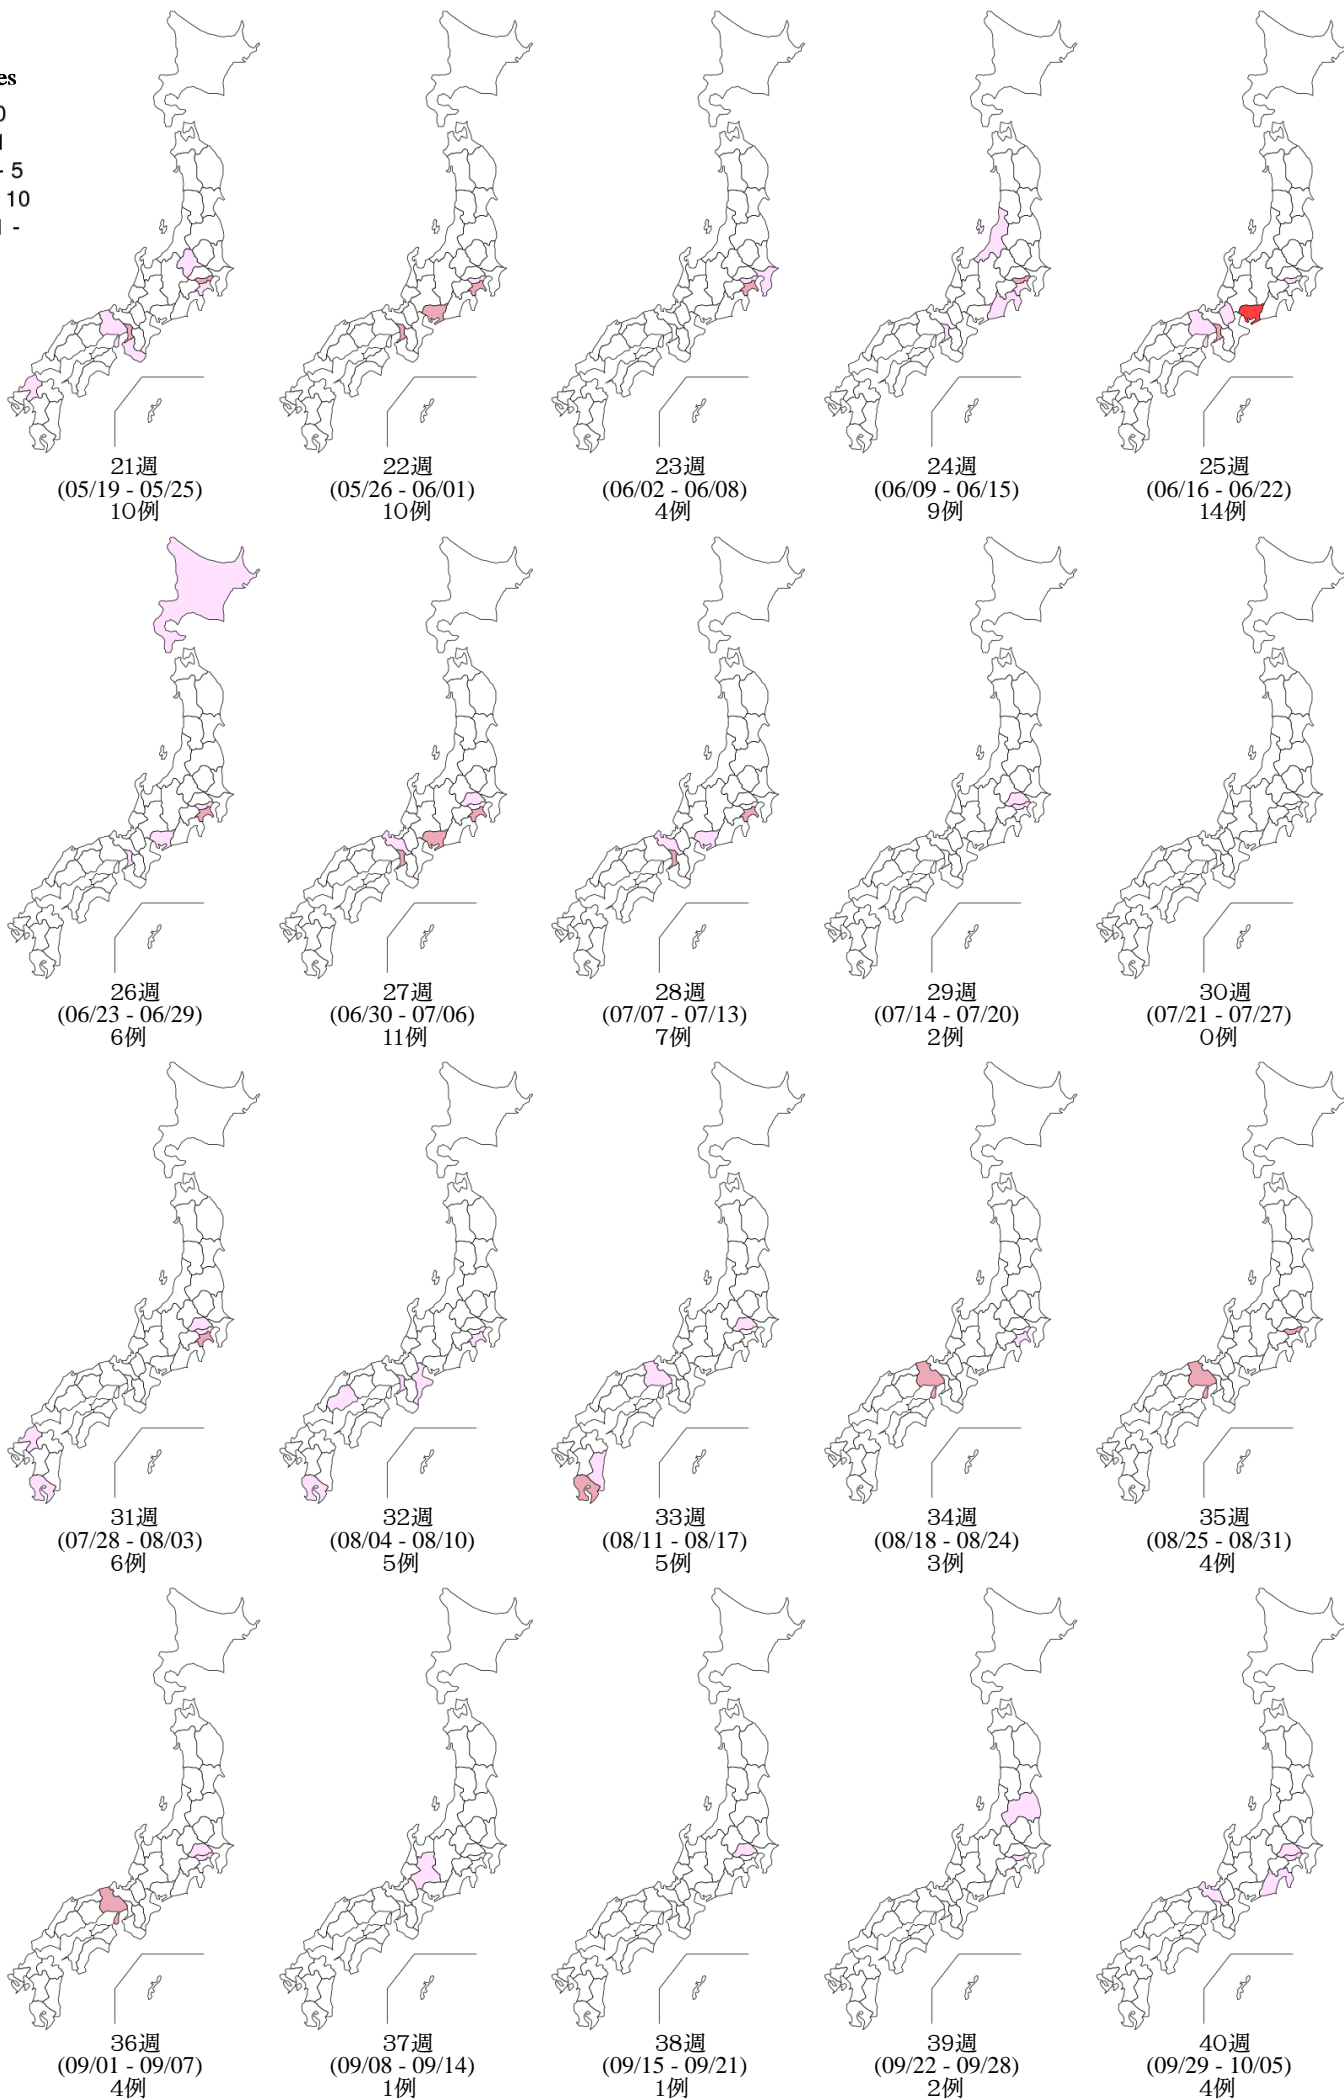 es
0
1
- 5
10
1 -
21週
(05/19 - 05/25)
10例
22週
(05/26 - 06/01)
10例
23週
(06/02 - 06/08)
4例
24週
(06/09 - 06/15)
9例
25週
(06/16 - 06/22)
14例
26週
(06/23 - 06/29)
6例
27週
(06/30 - 07/06)
11例
28週
(07/07 - 07/13)
7例
29週
(07/14 - 07/20)
2例
30週
(07/21 - 07/27)
0例
31週
(07/28 - 08/03)
6例
32週
(08/04 - 08/10)
5例
33週
(08/11 - 08/17)
5例
34週
(08/18 - 08/24)
3例
35週
(08/25 - 08/31)
4例
36週
(09/01 - 09/07)
4例
37週
(09/08 - 09/14)
1例
38週
(09/15 - 09/21)
1例
39週
(09/22 - 09/28)
2例
40週
(09/29 - 10/05)
4例